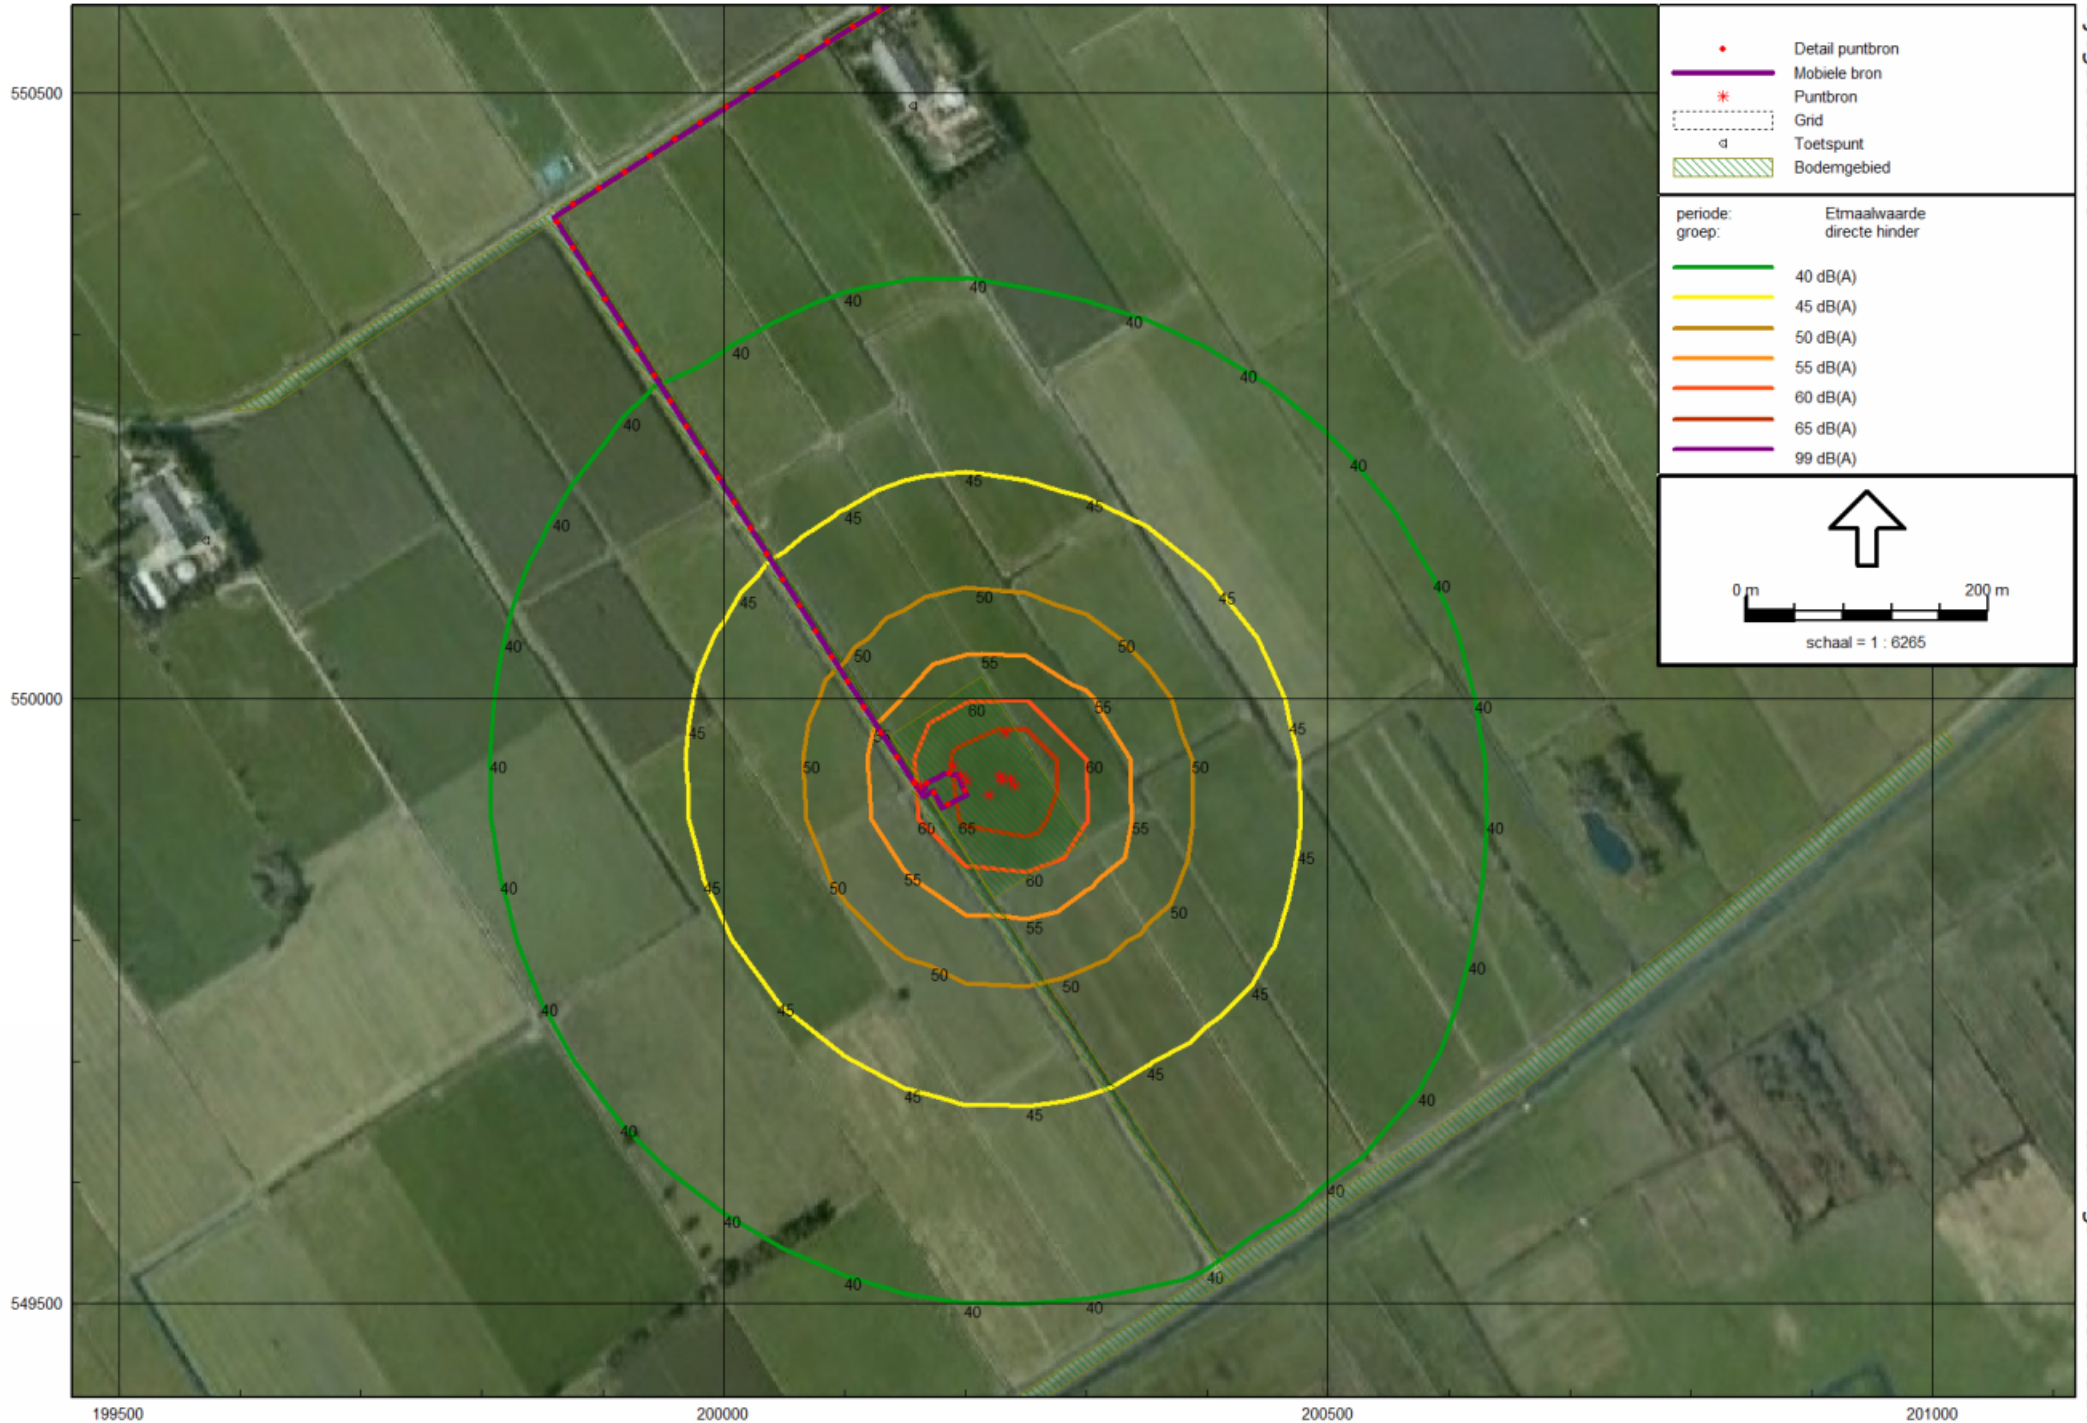 Detail puntbron
Mobiele bron
Puntbron
Grid
Toetspunt
Bodemgebied
periode: Etmaalwaarde
groep: directe hinder
40 dB(A)
45 dB(A)
50 dB(A)
55 dB(A)
60 dB(A)
65 dB(A)
99 dB(A)
0 m 200 m
schaal = 1 : 6265
550500
40 40
40
40
40
40
40
45
45 45
40 40
45 50 45
40 50 50
55
60 55 40
45 55 45
40 50 60 50
60 65 55 40
45
40 45 50 55 60 50
55
50 50 45 40
40 45
45
45 45 40
40
40
40
40 40
40 40
550000
549500
199500 200000 200500 201000